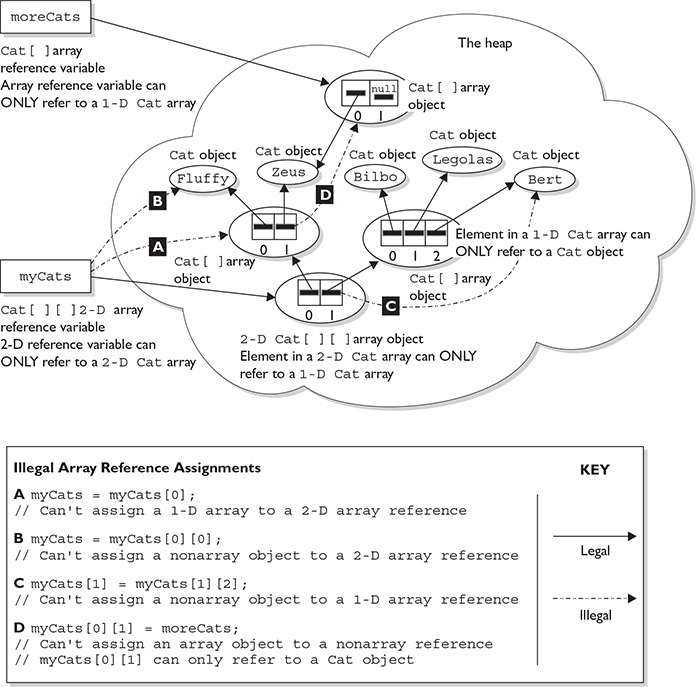 moreCats
Cat[ ]array
reference variable
Array reference variable can
ONLY refer to a 1-D Cat array
The heap
null
0 1
Cat[ ]array
object
Cat object
Fluffy
Cat object
Zeus
Cat object
Bilbo
Cat object
Legolas
Cat object
Bert
B
D
A
0 1
Cat[ ]array
object
0 1 2
Element in a 1-D Cat array can
ONLY refer to a Cat object
Cat[ ]array
object
C
myCats
Cat[ ][ ]2-D array
reference variable
2-D reference variable can
ONLY refer to a 2-D Cat array
0 1
2-D Cat[ ][ ]array object
Element in a 2-D Cat array can ONLY
refer to a 1-D Cat array
Illegal Array Reference Assignments
A myCats = myCats[0];
// Can't assign a 1-D array to a 2-D array reference
B myCats = myCats[0][0];
// Can't assign a nonarray object to a 2-D array reference
C myCats[1] = myCats[1][2];
// Can't assign a nonarray object to a 1-D array reference
D myCats[0][1] = moreCats;
// Can't assign an array object to a nonarray reference
// myCats[0][1] can only refer to a Cat object
KEY
Legal
Illegal